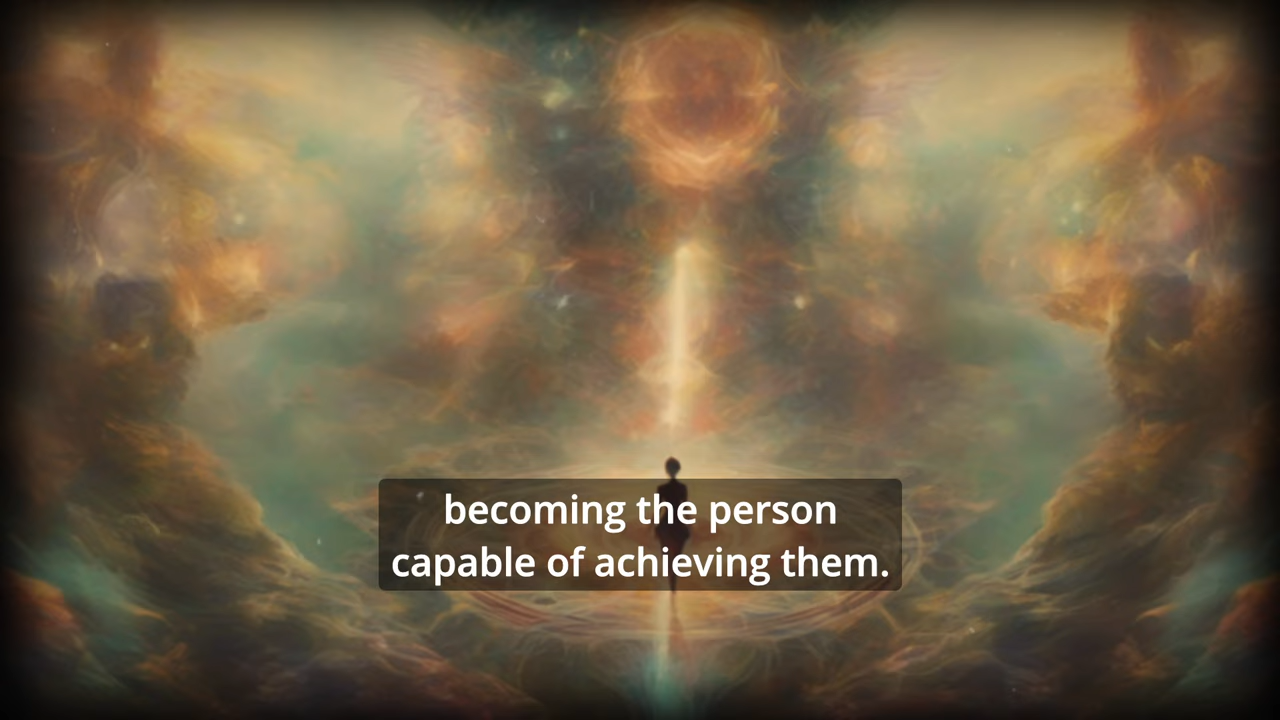 becoming the person
capable of achieving them.